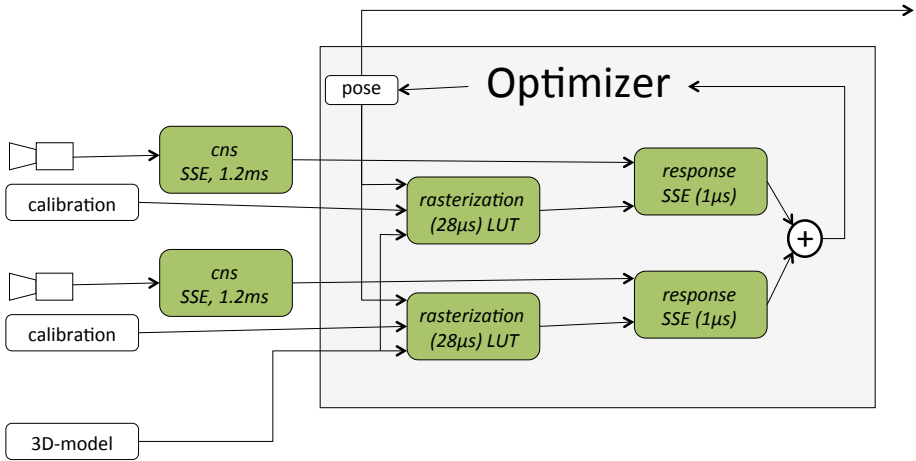 pose
Optimizer
cns
SSE, 1.2ms
response
SSE (1µs)
calibration
rasterization
(28µs) LUT
+
cns
SSE, 1.2ms
response
SSE (1µs)
calibration
rasterization
(28µs) LUT
3D-model